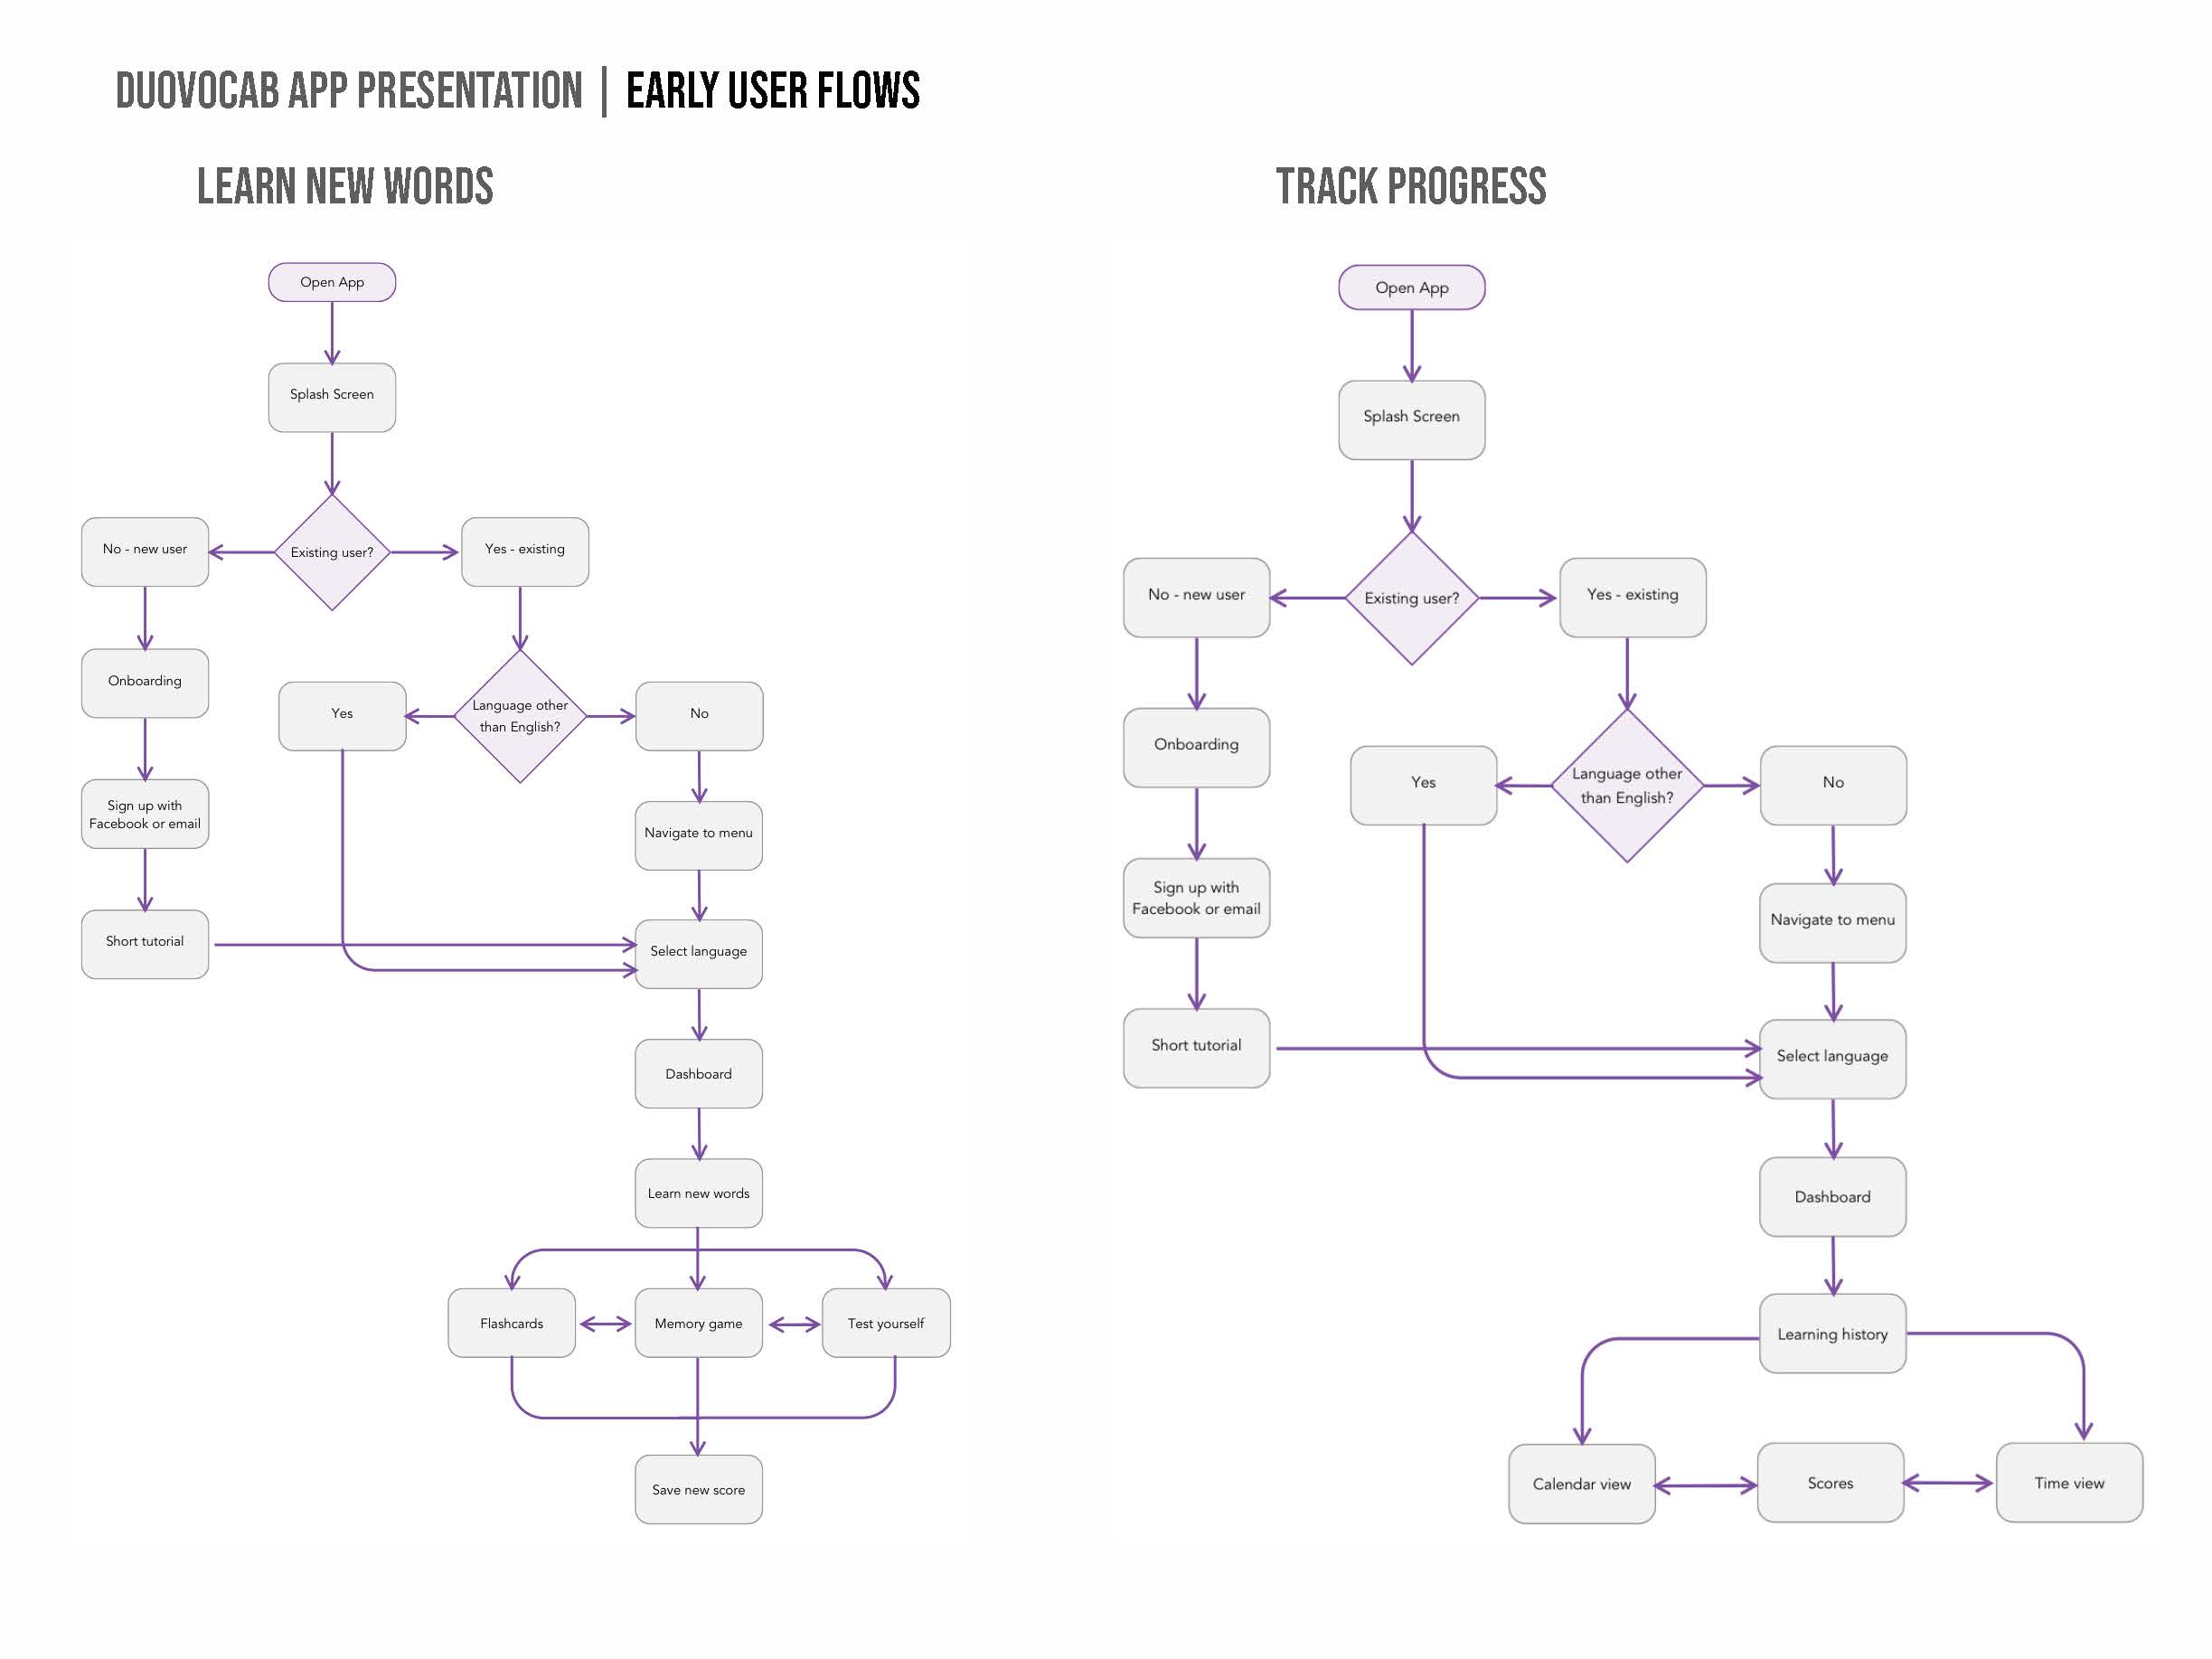 DUOVOCAB APP PRESENTATION | EARLY USER FLOWS
LEARN NEW WORDS
Open App
Splash Screen
No - new user
Existing user?
Yes - existing
Onboarding
Yes
Language other
than English?
No
Sign up with
Facebook or email
Navigate to menu
Short tutorial
Select language
Dashboard
Learn new words
Flashcards
Memory game
Test yourself
Save new score
TRACK PROGRESS
Open App
Splash Screen
No - new user
Existing user?
Yes - existing
Onboarding
Yes
Language other
than English?
No
Sign up with
Facebook or email
Navigate to menu
Short tutorial
Select language
Dashboard
Learning history
Calendar view
Scores
Time view